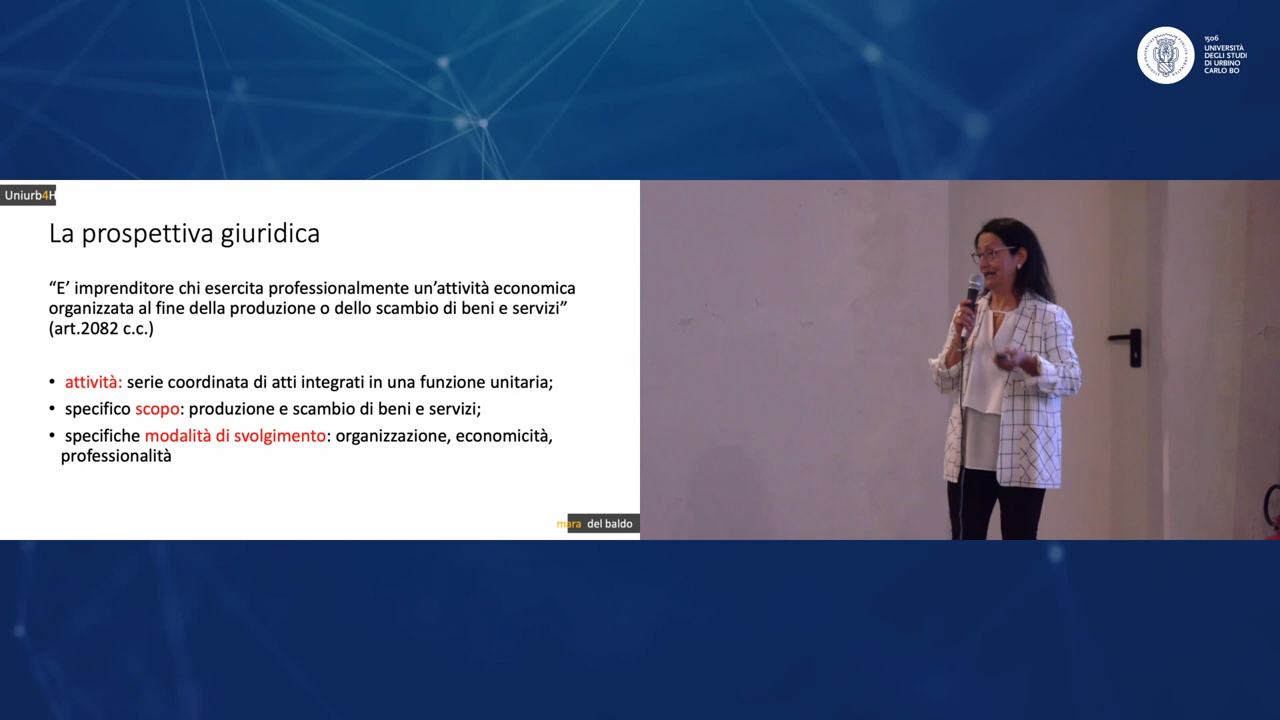 1506
UNIVERSITÀ
DEGLI STUDI
DI URBINO
CARLO BO
Uniurb4H
La prospettiva giuridica
“E’ imprenditore chi esercita professionalmente un’attività economica
organizzata al fine della produzione o dello scambio di beni e servizi”
(art.2082 c.c.)
• attività: serie coordinata di atti integrati in una funzione unitaria;
• specifico scopo: produzione e scambio di beni e servizi;
• specifiche modalità di svolgimento: organizzazione, economicità,
professionalità
mara del baldo